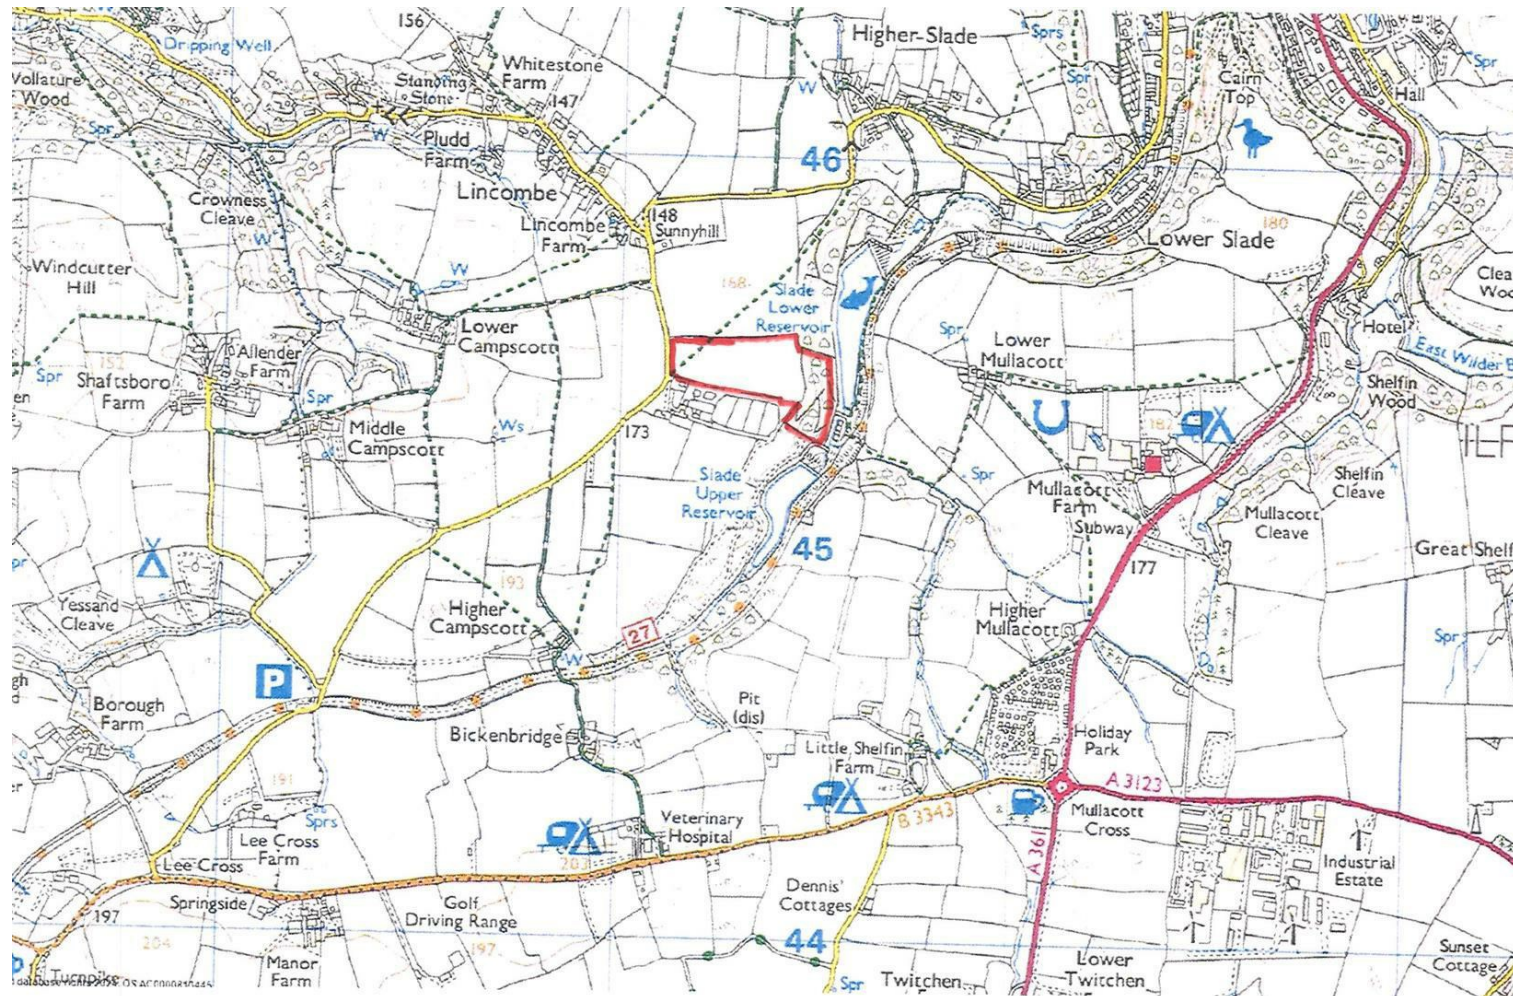 156
Dripping Well
Higher-Slade
Sprs
Spr
Whitestone
Farm
Cairn
Top
Hall
Standing
Stone
147
W
Wood
Spr
W
Pludd
Farm
46
Lincombe
Crowness
Cleave
W
148
Sunnyhill
Lincombe
Farm
180
Lower Slade
Windcutter
Hill
W
168
Slade
Lower
Reservoir
Hotel
East Wilder B
Lower
Campscott
Spr
Lower
Mullacott
152
Allender
Farm
Spr
Shaftsboro
Farm
Spr
Shelfin
Wood
Middle
Campscott
Ws
173
182
Slade
Upper
Reservoir
Spr
Mullacott
Farm
Subway
Shelfin
Cleave
Mullacott
Cleave
45
177
Great Shelf
193
Yessand
Cleave
Higher
Campscott
27
Higher
Mullacott
Spr
W
P
Borough
Farm
Pit
(dis)
Bickenbridge
Little Shelfin
Farm
Holiday
Park
A 3123
191
Sprs
Lee Cross
Farm
Veterinary
Hospital
B 3343
Mullacott
Cross
A 361
Industrial
Estate
Lee Cross
203
Springside
197
Golf
Driving Range
Dennis'
Cottages
204
197
44
Manor
Farm
Turnpike
Spr
Twitchen
Lower
Twitchen
Sunset
Cottage